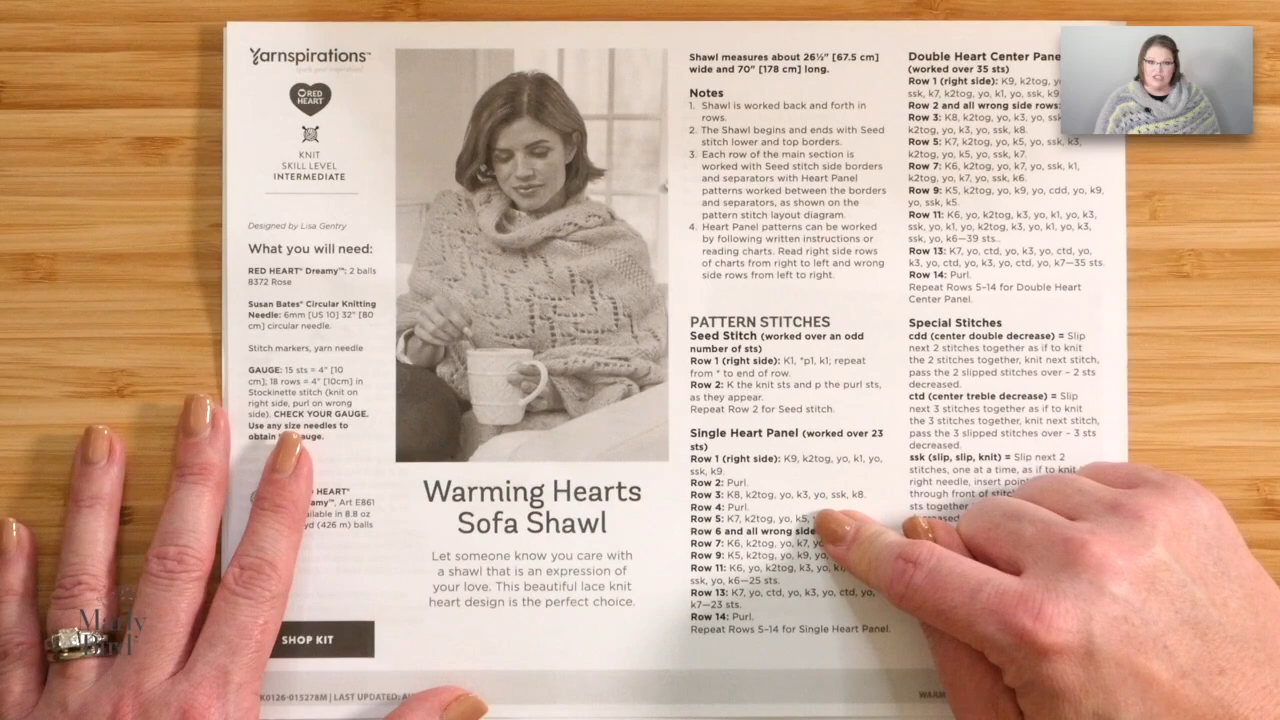 Yarnspirations™
RED HEART
KNIT
SKILL LEVEL
INTERMEDIATE
Designed by Lisa Gentry
What you will need:
RED HEART® Dreamy™: 2 balls
8372 Rose
Susan Bates® Circular Knitting
Needle: 6mm [US 10] 32" [80
cm] circular needle.
Stitch markers, yarn needle
GAUGE: 15 sts = 4" [10
cm]; 18 rows = 4" [10cm] in
Stockinette stitch (knit on
right side, purl on wrong
side). CHECK YOUR GAUGE.
Use any size needles to
obtain
SHOP KIT
Warming Hearts
Sofa Shawl
Let someone know you care with
a shawl that is an expression of
your love. This beautiful lace knit
heart design is the perfect choice.
Shawl measures about 26½" [67.5 cm]
wide and 70" [178 cm] long.
Notes
1. Shawl is worked back and forth in
rows.
2. The Shawl begins and ends with Seed
stitch lower and top borders.
3. Each row of the main section is
worked with Seed stitch side borders
and separators with Heart Panel
patterns worked between the borders
and separators, as shown on the
pattern stitch layout diagram.
4. Heart Panel patterns can be worked
by following written instructions or
reading charts. Read right side rows
of charts from right to left and wrong
side rows from left to right.
PATTERN STITCHES
Seed Stitch (worked over an odd
number of sts)
Row 1 (right side): K1, *p1, k1; repeat
from * to end of row.
Row 2: K the knit sts and p the purl sts,
as they appear.
Repeat Row 2 for Seed stitch.
Single Heart Panel (worked over 23
sts)
Row 1 (right side): K9, k2tog, yo, k1, yo,
ssk, k9.
Row 2: Purl.
Row 3: K8, k2tog, yo, k3, yo, ssk, k8.
Row 4: Purl.
Row 5: K7, k2tog, yo, k5,
Row 6 and all wrong side
Row 7: K6, k2tog, yo, k7,
Row 9: K5, k2tog, yo, k9,
Row 11: K6, yo, k2tog, k3, yo,
ssk, yo, k6—25 sts.
Row 13: K7, yo, ctd, yo, k3, yo, ctd, yo,
k7—23 sts.
Row 14: Purl.
Repeat Rows 5–14 for Single Heart Panel.
Double Heart Center
(worked over 35 sts)
Row 1 (right side): K9, k2tog,
ssk, k7, k2tog, yo, k1, yo, ssk, k9
Row 2 and all wrong side rows:
Row 3: K8, k2tog, yo, k3, yo,
k2tog, yo, k3, yo, ssk, k8.
Row 5: K7, k2tog, yo, k5, yo, ssk, k3,
k2tog, yo, k5, yo, ssk, k7.
Row 7: K6, k2tog, yo, k7, yo, ssk, k1,
k2tog, yo, k7, yo, ssk, k6.
Row 9: K5, k2tog, yo, k9, yo, cdd, yo, k9,
yo, ssk, k5.
Row 11: K6, yo, k2tog, k3, yo, k1, yo, k3,
ssk, yo, k1, yo, k2tog, k3, yo, k1, yo, k3,
ssk, yo, k6—39 sts..
Row 13: K7, yo, ctd, yo, k3, yo, ctd, yo,
k3, yo, ctd, yo, k3, yo, ctd, yo, k7—35 sts.
Row 14: Purl.
Repeat Rows 5–14 for Double Heart
Center Panel.
Special Stitches
cdd (center double decrease) = Slip
next 2 stitches together as if to knit
the 2 stitches together, knit next stitch,
pass the 2 slipped stitches over – 2 sts
decreased.
ctd (center treble decrease) = Slip
next 3 stitches together as if to knit
the 3 stitches together, knit next stitch,
pass the 3 slipped stitches over – 3 sts
decreased.
ssk (slip, slip, knit) = Slip next 2
stitches, one at a time, as if to knit
right needle, insert
through front of
sts together
decreased
LAST UPDATED:
Marly
Bird